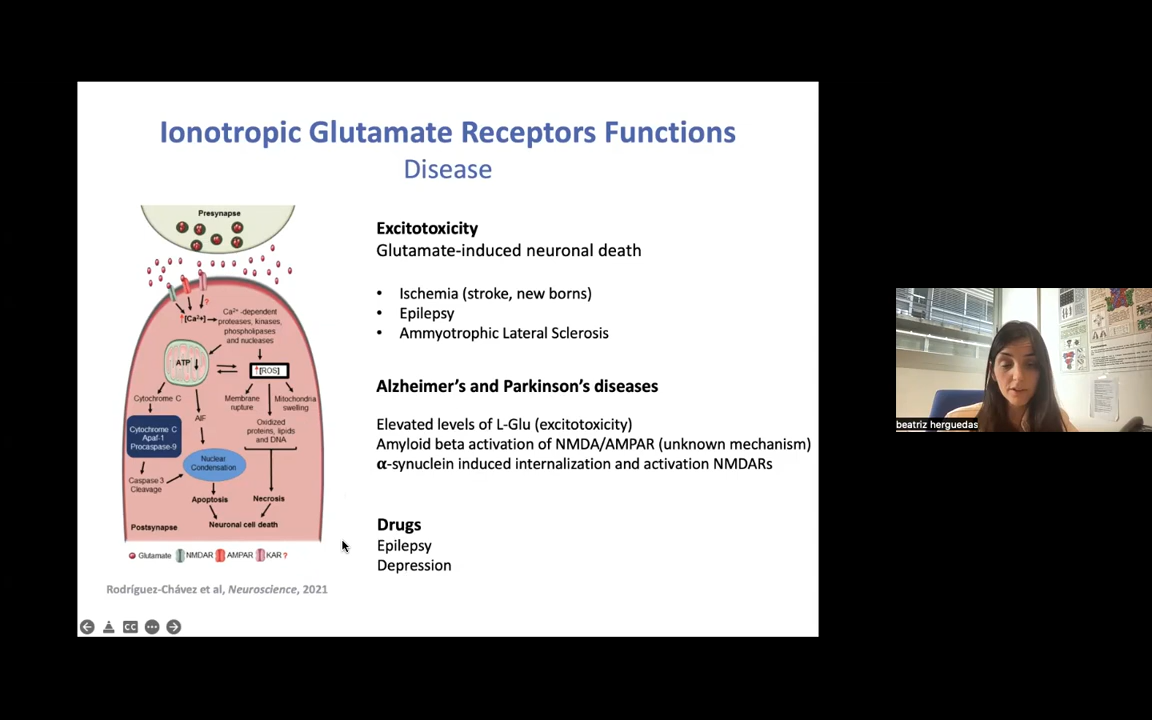 Ionotropic Glutamate Receptors Functions
Disease
Presynapse
?
↑[Ca²⁺]
Ca²⁺-dependent
proteases, kinases,
phospholipases
and nucleases
ATP ↓
↑[ROS]
Cytochrome C
AIF
Membrane
rupture
Mitochondria
swelling
Oxidized
proteins, lipids
and DNA
Cytochrome C
Apaf-1
Procaspase-9
Nuclear
Condensation
Caspase 3
Cleavage
Apoptosis
Necrosis
Neuronal cell death
Postsynapse
Glutamate NMDAR AMPAR KAR ?
Rodríguez-Chávez et al, Neuroscience, 2021
Excitotoxicity
Glutamate-induced neuronal death
• Ischemia (stroke, new borns)
• Epilepsy
• Ammyotrophic Lateral Sclerosis
Alzheimer's and Parkinson's diseases
Elevated levels of L-Glu (excitotoxicity)
Amyloid beta activation of NMDA/AMPAR (unknown mechanism)
α-synuclein induced internalization and activation NMDARs
Drugs
Epilepsy
Depression
CC
beatriz herguedas